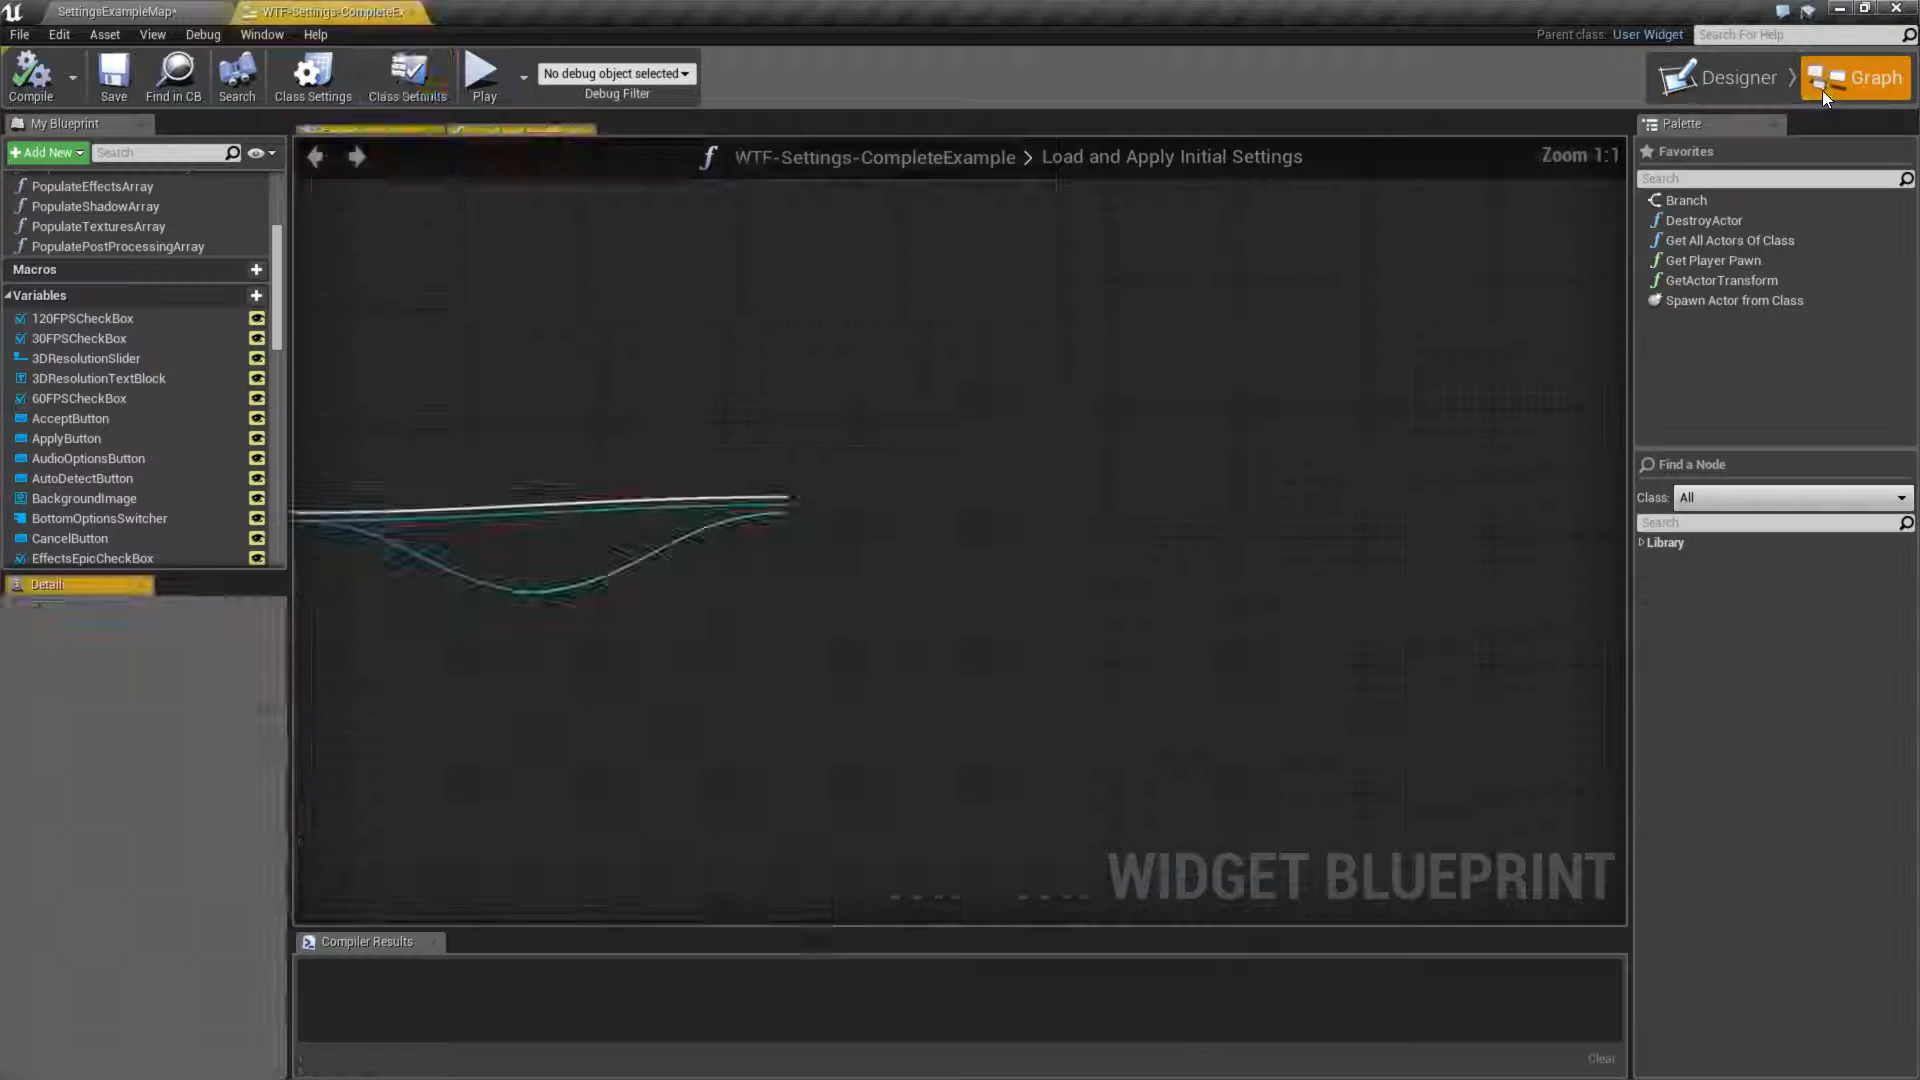 SettingsExampleMap*
WTF-Settings-CompleteEx
File Edit Asset View Debug Window Help
Parent class: User Widget
Search For Help
Compile
Save
Find in CB
Search
Class Settings
Class Defaults
Play
No debug object selected
Debug Filter
Designer
Graph
My Blueprint
Add New
Search
PopulateEffectsArray
PopulateShadowArray
PopulateTexturesArray
PopulatePostProcessingArray
Macros
Variables
120FPSCheckBox
30FPSCheckBox
3DResolutionSlider
3DResolutionTextBlock
60FPSCheckBox
AcceptButton
ApplyButton
AudioOptionsButton
AutoDetectButton
BackgroundImage
BottomOptionsSwitcher
CancelButton
EffectsEpicCheckBox
WTF-Settings-CompleteExample > Load and Apply Initial Settings
Zoom 1:1
WIDGET BLUEPRINT
Compiler Results
Clear
Palette
Favorites
Search
Branch
DestroyActor
Get All Actors Of Class
Get Player Pawn
GetActorTransform
Spawn Actor from Class
Find a Node
Class: All
Search
Library